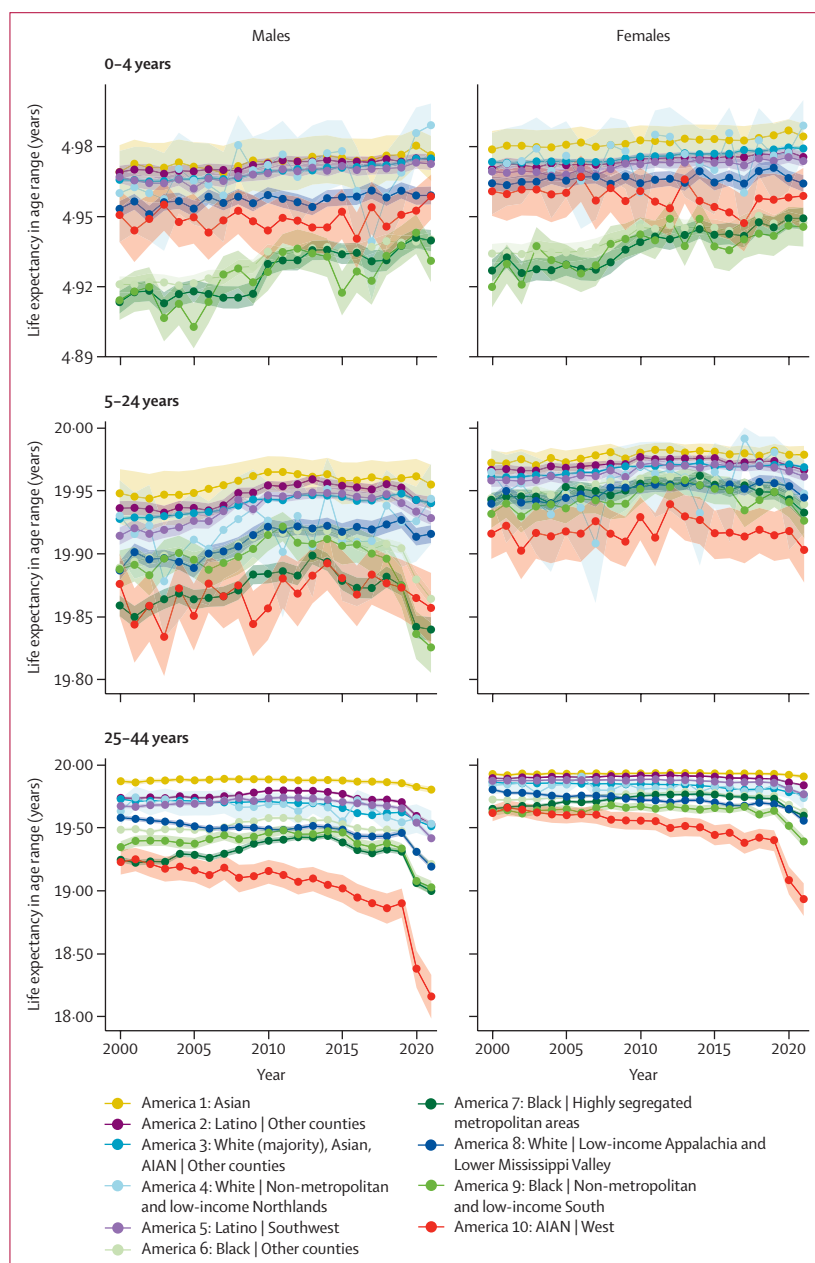 Males
Females
0–4 years
Life expectancy in age range (years)
4·98
4·95
4·92
4·89
5–24 years
Life expectancy in age range (years)
20·00
19·95
19·90
19·85
19·80
25–44 years
Life expectancy in age range (years)
20·00
19·50
19·00
18·50
18·00
2000
2005
2010
2015
2020
Year
2000
2005
2010
2015
2020
Year
America 1: Asian
America 2: Latino | Other counties
America 3: White (majority), Asian,
AIAN | Other counties
America 4: White | Non-metropolitan
and low-income Northlands
America 5: Latino | Southwest
America 6: Black | Other counties
America 7: Black | Highly segregated
metropolitan areas
America 8: White | Low-income Appalachia and
Lower Mississippi Valley
America 9: Black | Non-metropolitan
and low-income South
America 10: AIAN | West